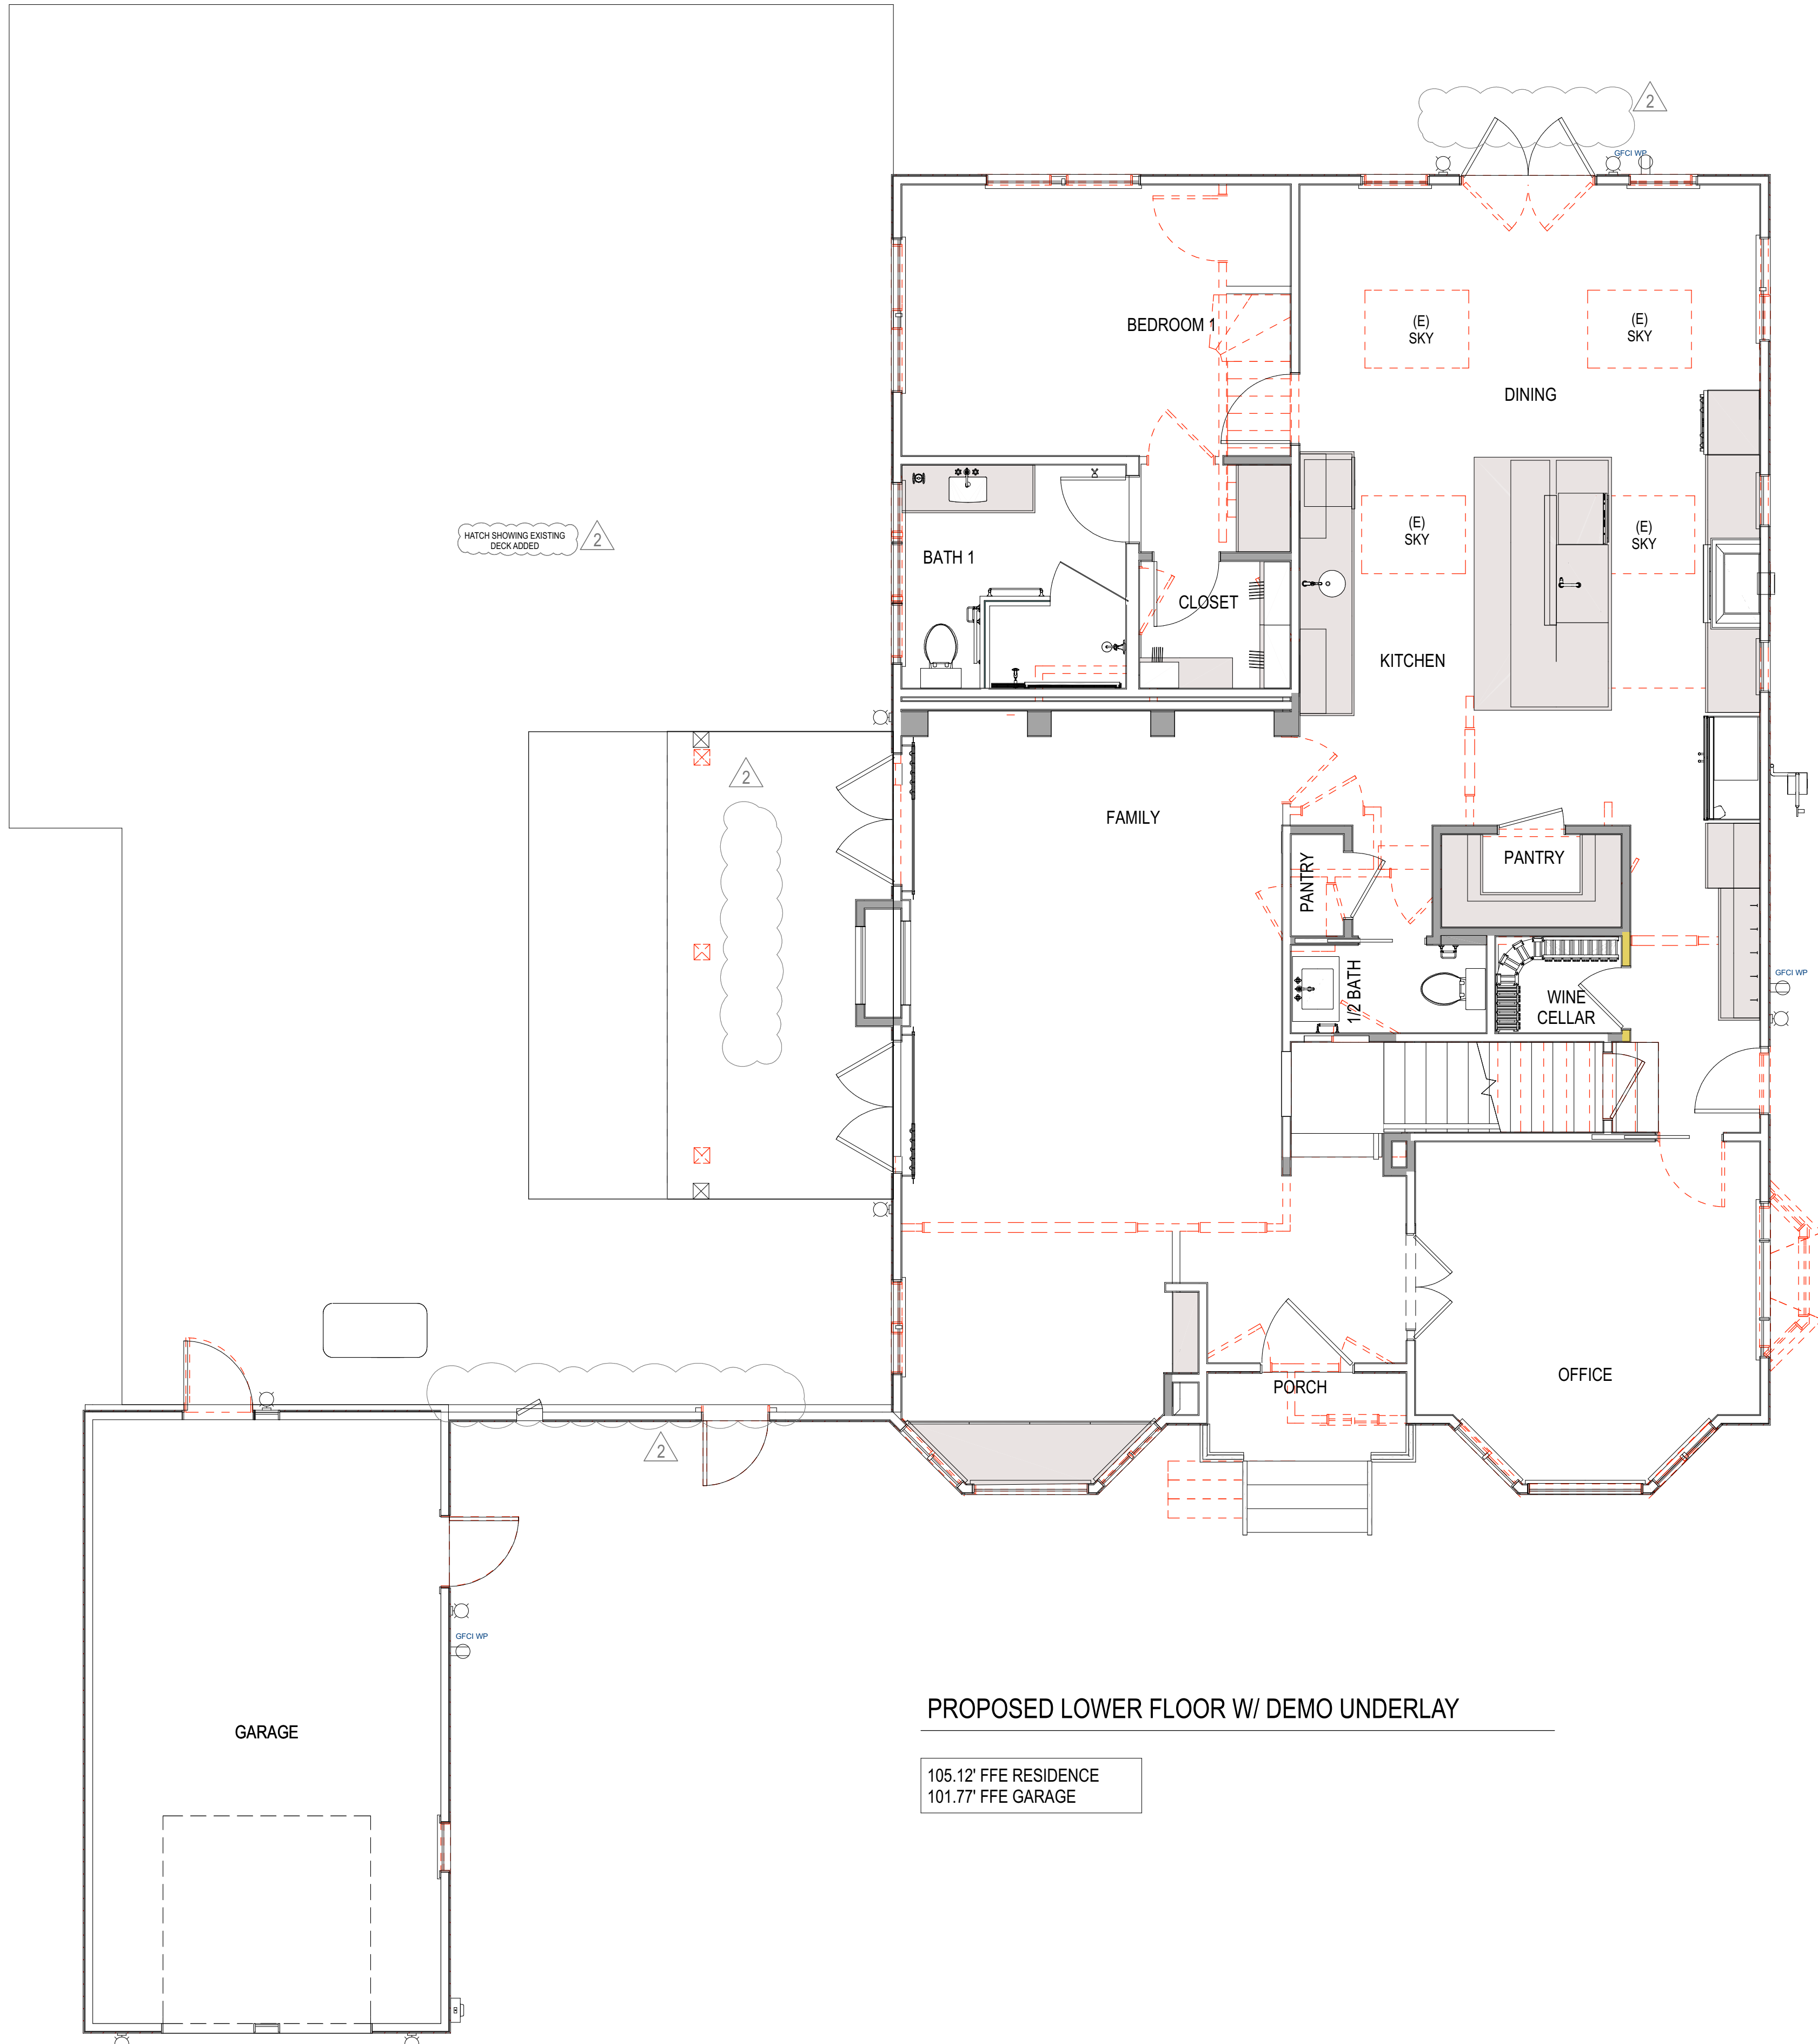 2
GFCI WP
BEDROOM 1
(E)
SKY
(E)
SKY
DINING
(E)
SKY
(E)
SKY
HATCH SHOWING EXISTING
DECK ADDED
2
BATH 1
CLOSET
KITCHEN
2
FAMILY
PANTRY
PANTRY
1/2 BATH
WINE
CELLAR
GFCI WP
OFFICE
PORCH
2
GFCI WP
GARAGE
PROPOSED LOWER FLOOR W/ DEMO UNDERLAY
105.12' FFE RESIDENCE
101.77' FFE GARAGE